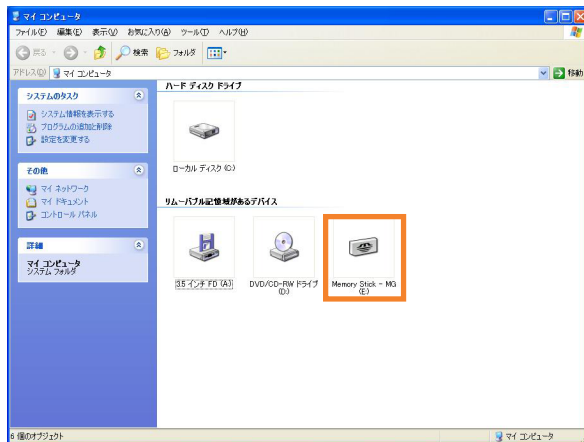 マイ コンピュータ
ファイル(F) 編集(E) 表示(V) お気に入り(A) ツール(T) ヘルプ(H)
戻る 検索 フォルダ
アドレス(D) マイ コンピュータ 移動
システムのタスク
システム情報を表示する
プログラムの追加と削除
設定を変更する
その他
マイ ネットワーク
マイ ドキュメント
コントロール パネル
詳細
マイ コンピュータ
システム フォルダ
ハード ディスク ドライブ
ローカル ディスク (C:)
リムーバブル記憶域があるデバイス
3.5 インチ FD (A:)
DVD/CD-RW ドライブ
(D:)
Memory Stick - MG
(E:)
6 個のオブジェクト
マイ コンピュータ